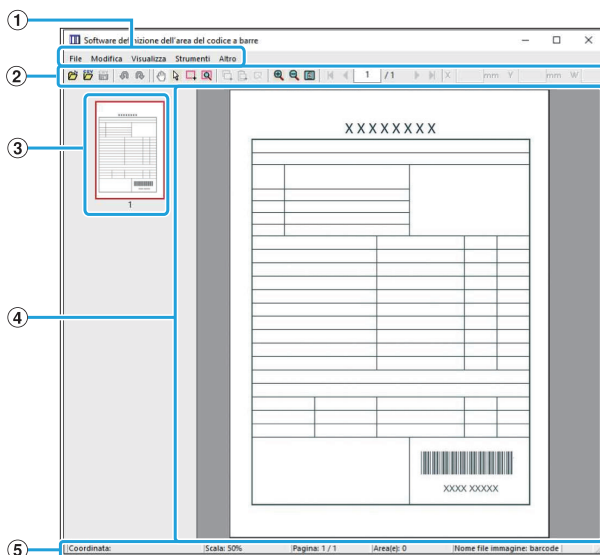 1
Software definizione dell'area del codice a barre
File Modifica Visualizza Strumenti Altro
2
1 / 1 X mm Y mm W
3
1
XXXXXXXX
4
XXXX XXXXX
5
Coordinata: Scala: 50% Pagina: 1 / 1 Area(e): 0 Nome file immagine: barcode